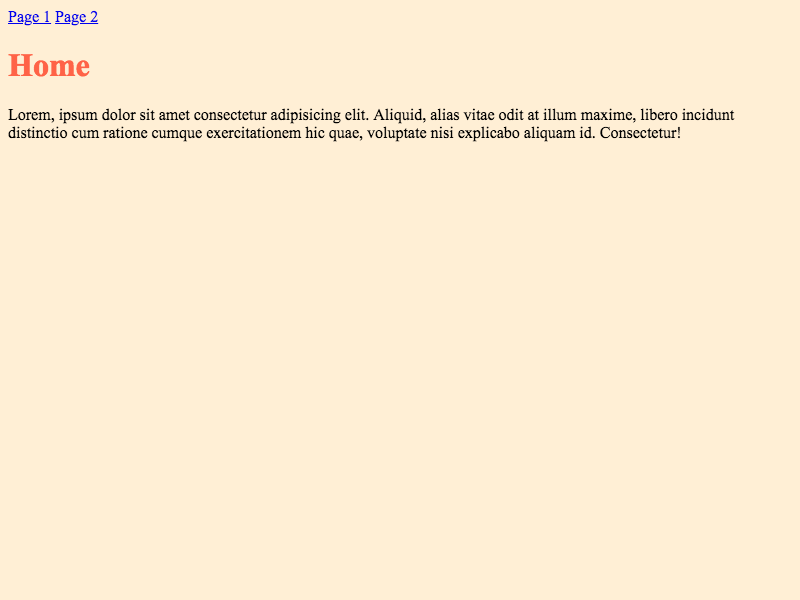 Page 1 Page 2
Home
Lorem, ipsum dolor sit amet consectetur adipisicing elit. Aliquid, alias vitae odit at illum maxime, libero incidunt
distinctio cum ratione cumque exercitationem hic quae, voluptate nisi explicabo aliquam id. Consectetur!